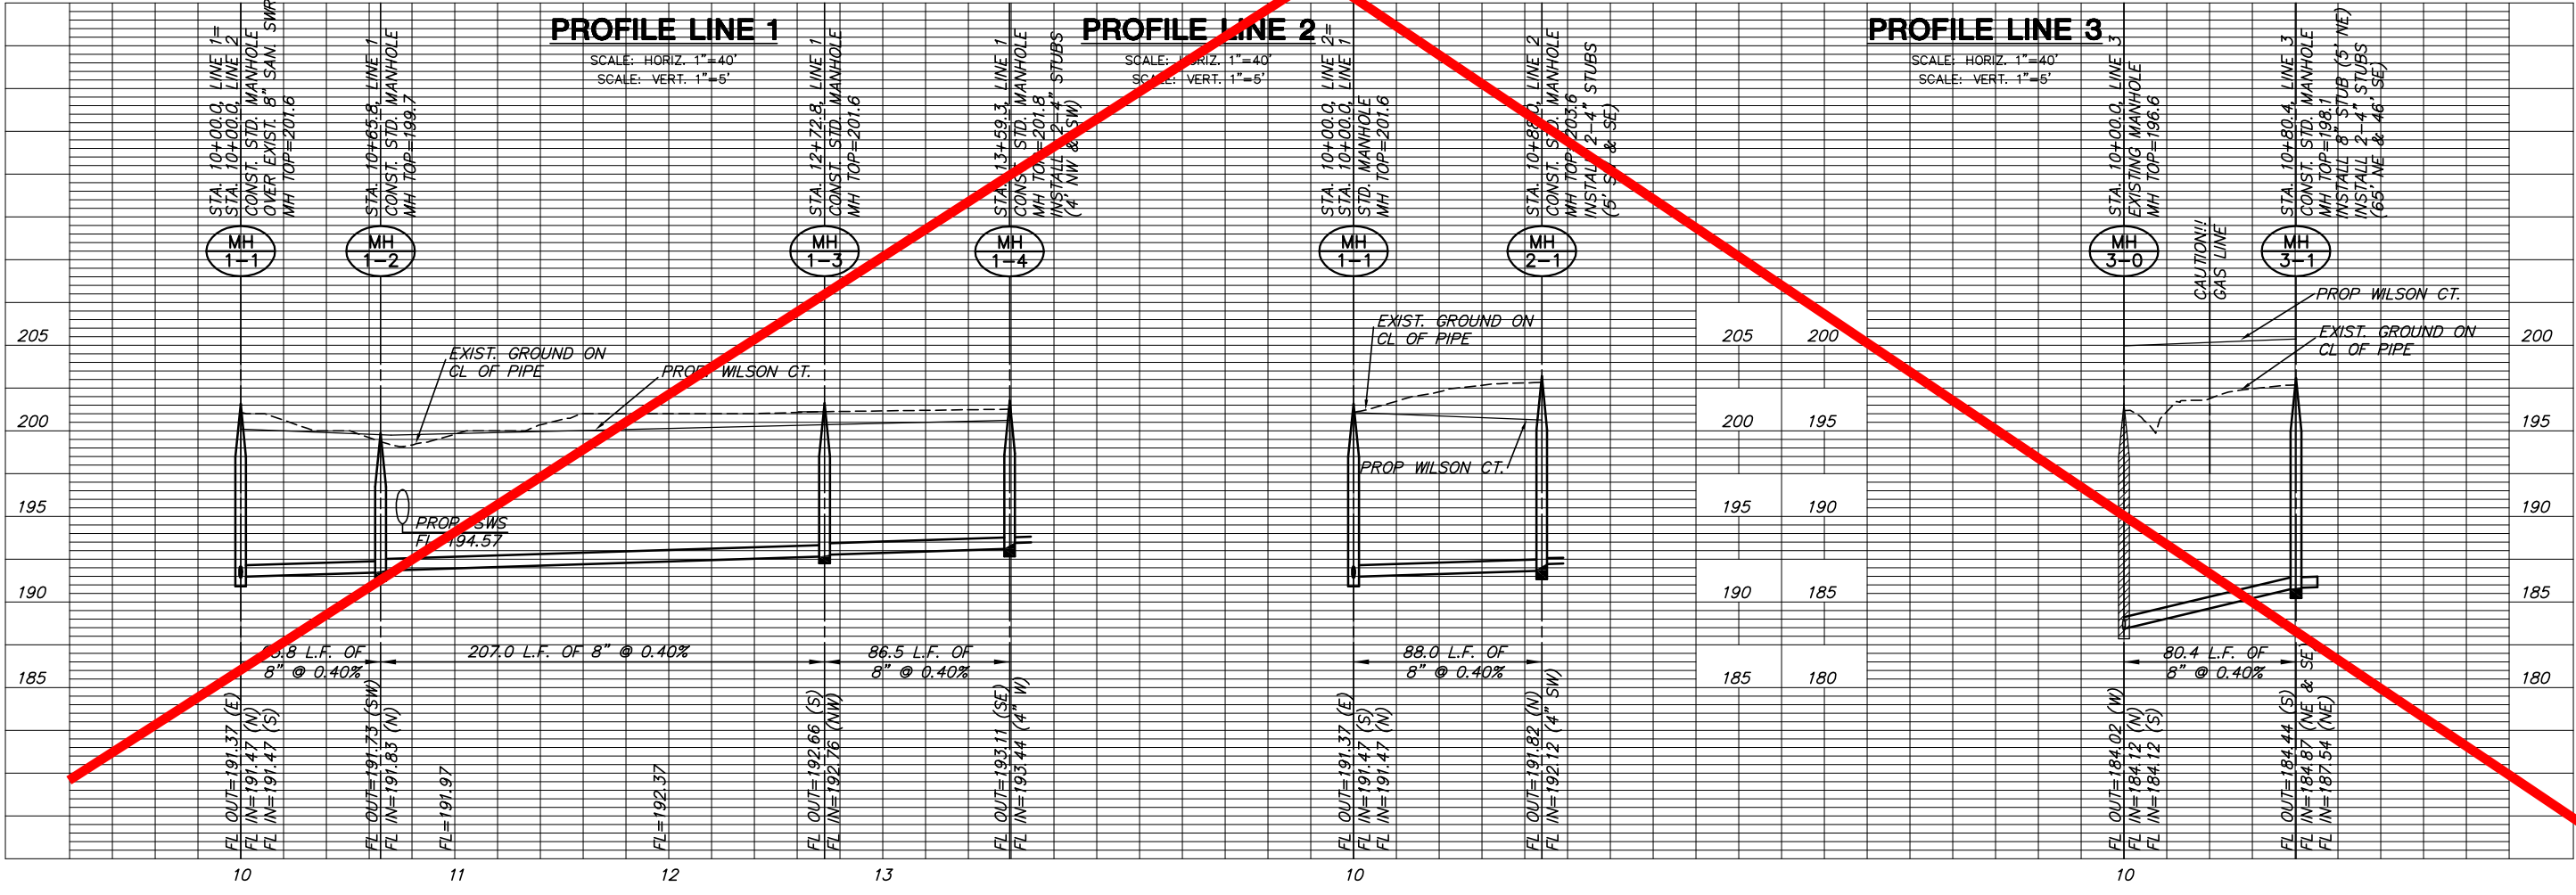 PROFILE LINE 1
SCALE: HORIZ. 1"=40'
SCALE: VERT. 1"=5'
STA. 10+00.0, LINE 1=
STA. 10+00.0, LINE 2
CONST. STD. MANHOLE
OVER EXIST. 8" SAN. SWR
MH TOP=201.6
STA. 10+65.8, LINE 1
CONST. STD. MANHOLE
MH TOP=199.7
STA. 12+72.8, LINE 1
CONST. STD. MANHOLE
MH TOP=201.6
STA. 13+59.3, LINE 1
CONST. STD. MANHOLE
MH TOP=201.8
INSTALL 2-4" STUBS
(4' NW & SW)
MH
1-1
MH
1-2
MH
1-3
MH
1-4
EXIST. GROUND ON
CL OF PIPE
PROP. WILSON CT.
PROP. SWS
FL=194.57
205
200
195
190
185
65.8 L.F. OF
8" @ 0.40%
207.0 L.F. OF 8" @ 0.40%
86.5 L.F. OF
8" @ 0.40%
FL OUT=191.37 (E)
FL IN=191.47 (N)
FL IN=191.47 (S)
FL OUT=191.73 (SW)
FL IN=191.83 (N)
FL=191.97
FL=192.37
FL OUT=192.66 (S)
FL IN=192.76 (NW)
FL OUT=193.11 (SE)
FL IN=193.44 (4" W)
10
11
12
13
PROFILE LINE 2
SCALE: HORIZ. 1"=40'
SCALE: VERT. 1"=5'
STA. 10+00.0, LINE 2=
STA. 10+00.0, LINE 1
STD. MANHOLE
MH TOP=201.6
STA. 10+88.0, LINE 2
CONST. STD. MANHOLE
MH TOP=203.6
INSTALL 2-4" STUBS
(5' & SE)
MH
1-1
MH
2-1
EXIST. GROUND ON
CL OF PIPE
PROP WILSON CT.
205
200
195
190
185
88.0 L.F. OF
8" @ 0.40%
FL OUT=191.37 (E)
FL IN=191.47 (S)
FL IN=191.47 (N)
FL OUT=191.82 (N)
FL IN=192.12 (4" SW)
10
PROFILE LINE 3
SCALE: HORIZ. 1"=40'
SCALE: VERT. 1"=5'
STA. 10+00.0, LINE 3
EXISTING MANHOLE
MH TOP=196.6
STA. 10+80.4, LINE 3
CONST. STD. MANHOLE
MH TOP=198.1
INSTALL 8" STUB (5' NE)
INSTALL 2-4" STUBS
(65' NE & 46' SE)
MH
3-0
MH
3-1
CAUTION!!
GAS LINE
PROP WILSON CT.
EXIST. GROUND ON
CL OF PIPE
200
195
190
185
180
200
195
190
185
180
80.4 L.F. OF
8" @ 0.40%
FL OUT=184.02 (W)
FL IN=184.12 (N)
FL IN=184.12 (S)
FL OUT=184.44 (S)
FL IN=184.87 (NE & SE)
FL IN=187.54 (NE)
10